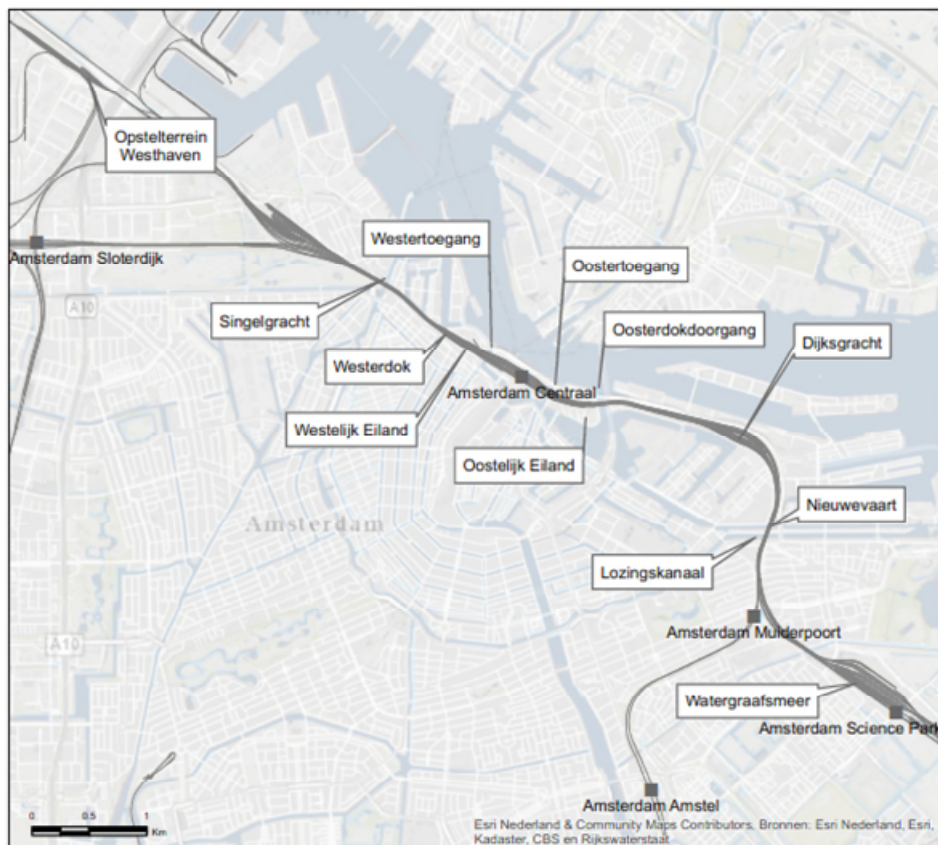 Opstelterrein
Westhaven
Westertoegang
Amsterdam Sloterdijk
Oostertoegang
A10
Singelgracht
Oosterdokdoorgang
Dijksgracht
Westerdok
Amsterdam Centraal
Westelijk Eiland
Oostelijk Eiland
Nieuwevaart
Amsterdam
Lozingskanaal
Amsterdam Muiderpoort
A10
Watergraafsmeer
Amsterdam Science Park
Amsterdam Amstel
0 0.5 1
Km
Esri Nederland & Community Maps Contributors, Bronnen: Esri Nederland, Esri,
Kadaster, CBS en Rijkswaterstaat